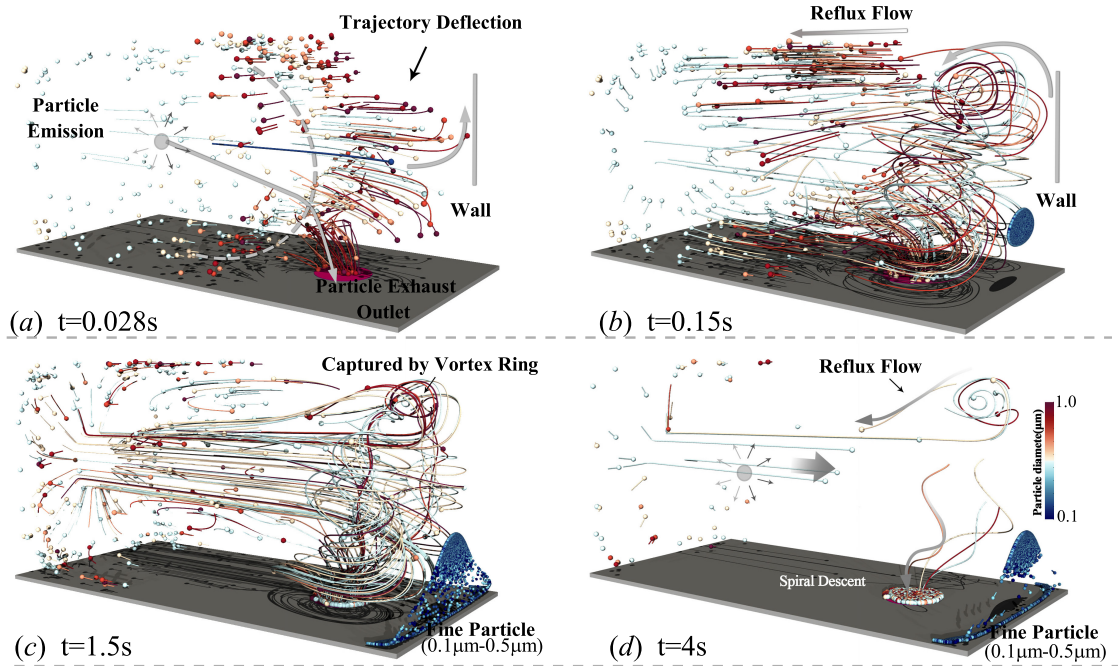 Trajectory Deflection
Particle
Emission
Wall
Particle Exhaust
Outlet
(a) t=0.028s
Reflux Flow
Wall
(b) t=0.15s
Captured by Vortex Ring
Fine Particle
(0.1μm-0.5μm)
(c) t=1.5s
Reflux Flow
1.0
Particle diamete(μm)
0.1
Spiral Descent
Fine Particle
(0.1μm-0.5μm)
(d) t=4s